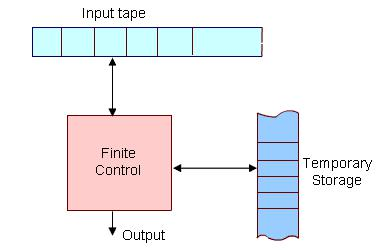 Input tape
Finite
Control
Temporary
Storage
Output